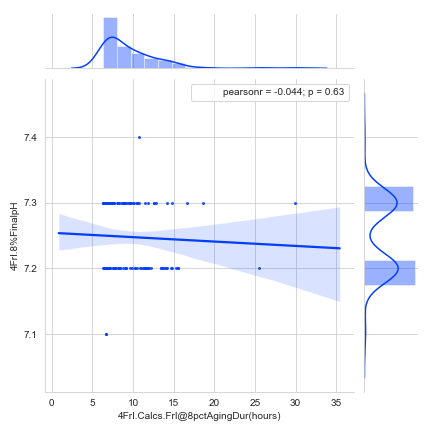 pearsonr = -0.044; p = 0.63
7.4
7.3
7.2
7.1
4Frl.8%FinalpH
0 5 10 15 20 25 30 35
4Frl.Calcs.Frl@8pctAgingDur(hours)